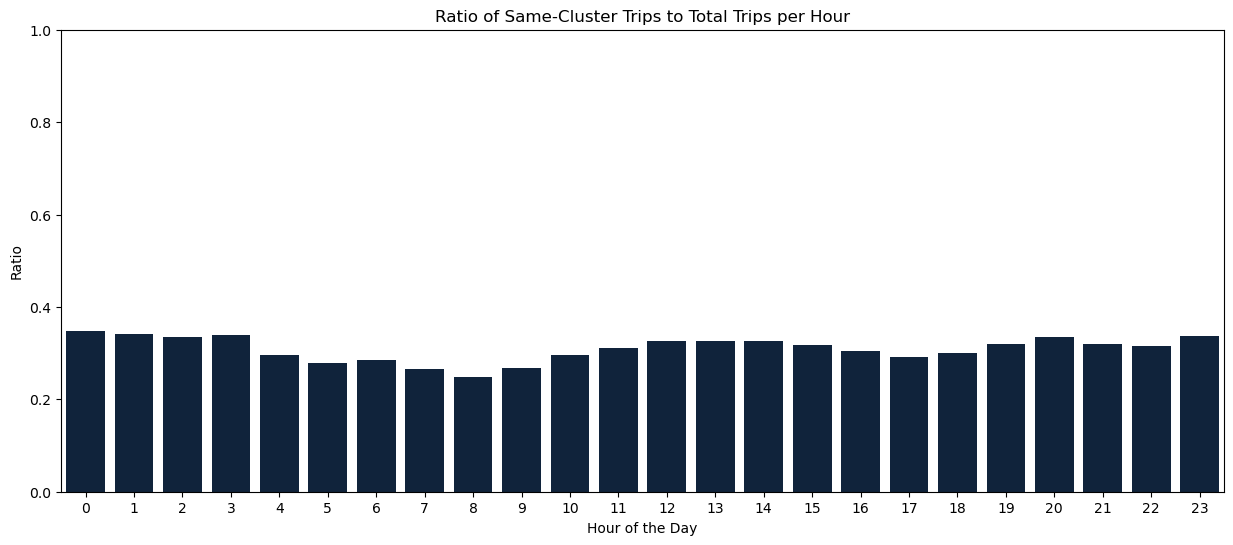 Ratio of Same-Cluster Trips to Total Trips per Hour
1.0
0.8
0.6
0.4
0.2
0.0
Ratio
0 1 2 3 4 5 6 7 8 9 10 11 12 13 14 15 16 17 18 19 20 21 22 23
Hour of the Day